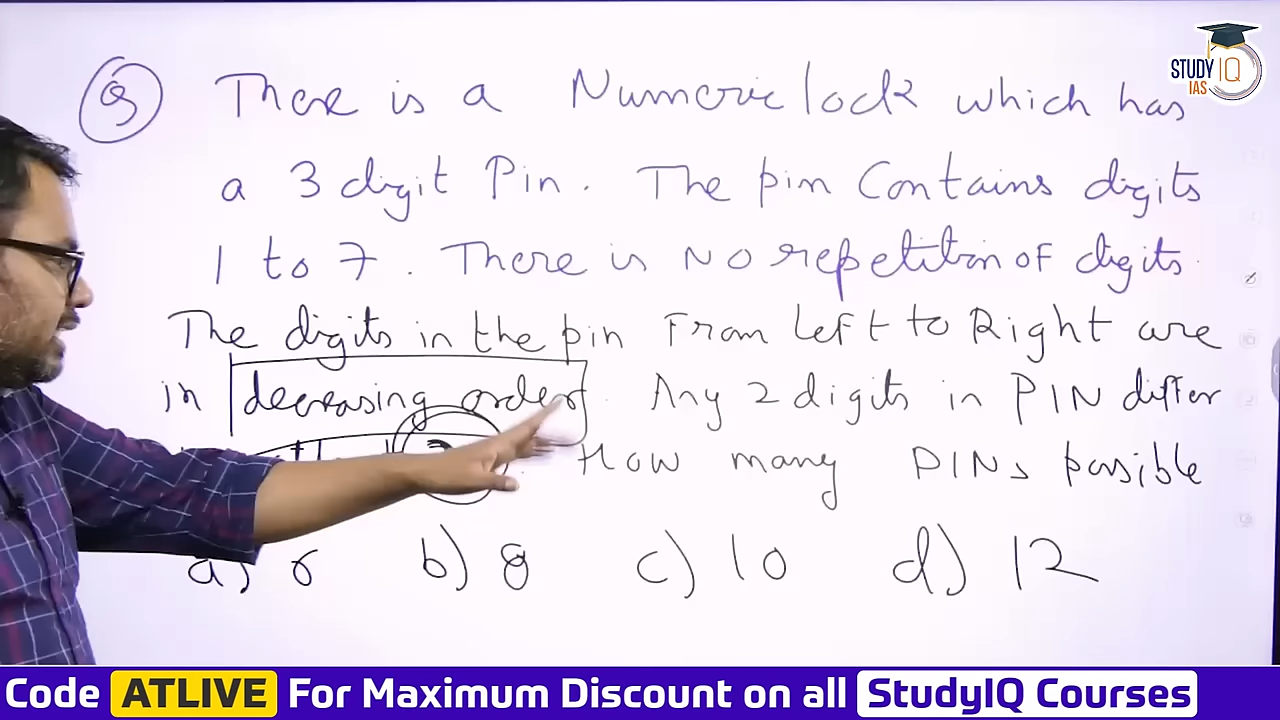 STUDY IQ
IAS
Q There is a Numeric lock which has
a 3 digit Pin. The pin Contains digits
1 to 7. There is No repetition of digits.
The digits in the pin From Left to Right are
in decreasing order. Any 2 digits in PIN differ
How many PINs possible
a) 6 b) 8 c) 10 d) 12
Code ATLIVE For Maximum Discount on all StudyIQ Courses